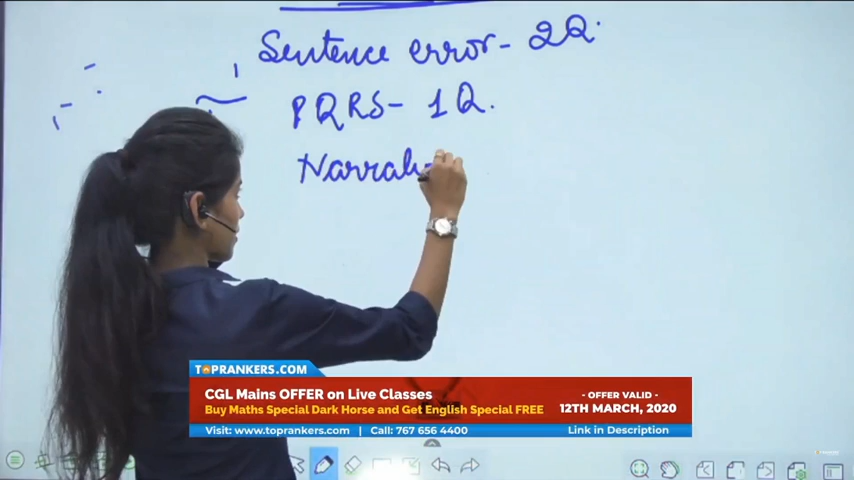 Sentence error - 2Q.
PQRS - 1Q.
TOPRANKERS.COM
CGL Mains OFFER on Live Classes
Buy Maths Special Dark Horse and Get English Special FREE
- OFFER VALID -
12TH MARCH, 2020
Visit: www.toprankers.com | Call: 767 656 4400
Link in Description